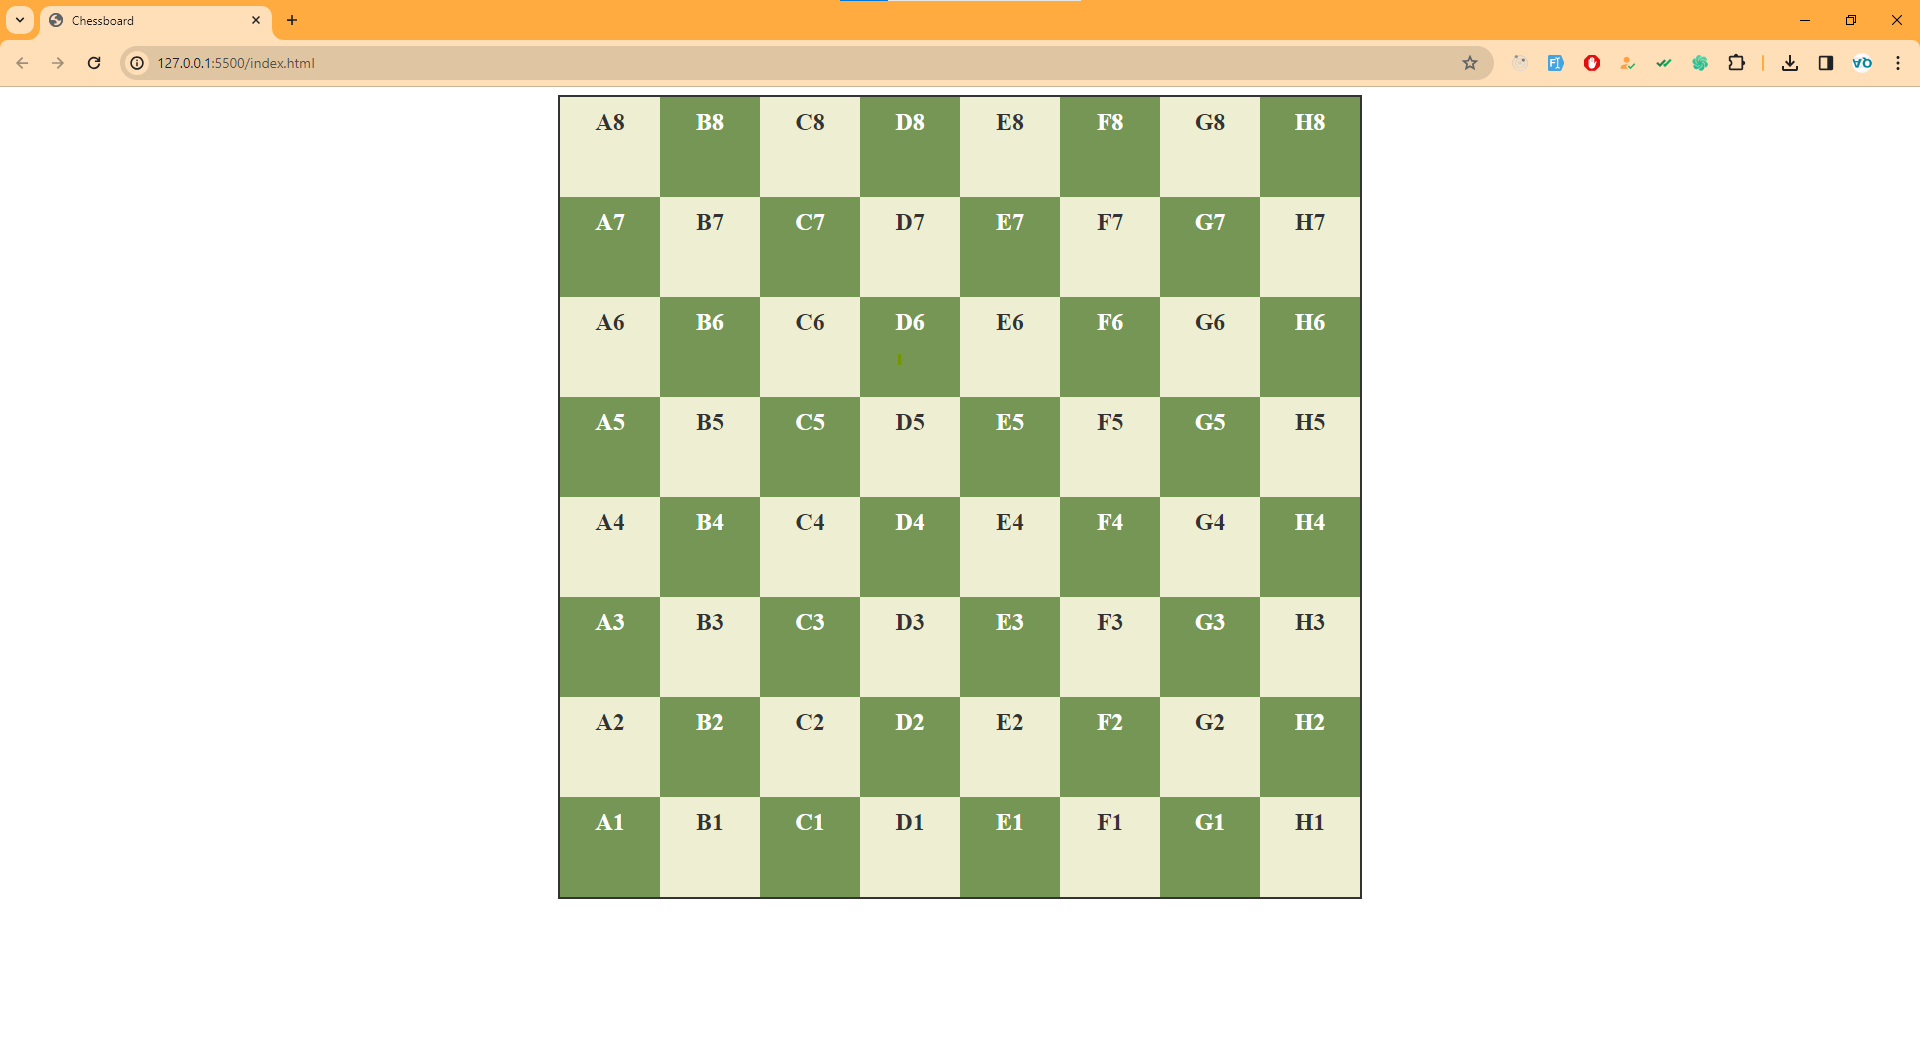 Chessboard
127.0.0.1:5500/index.html
A8 B8 C8 D8 E8 F8 G8 H8
A7 B7 C7 D7 E7 F7 G7 H7
A6 B6 C6 D6 E6 F6 G6 H6
A5 B5 C5 D5 E5 F5 G5 H5
A4 B4 C4 D4 E4 F4 G4 H4
A3 B3 C3 D3 E3 F3 G3 H3
A2 B2 C2 D2 E2 F2 G2 H2
A1 B1 C1 D1 E1 F1 G1 H1